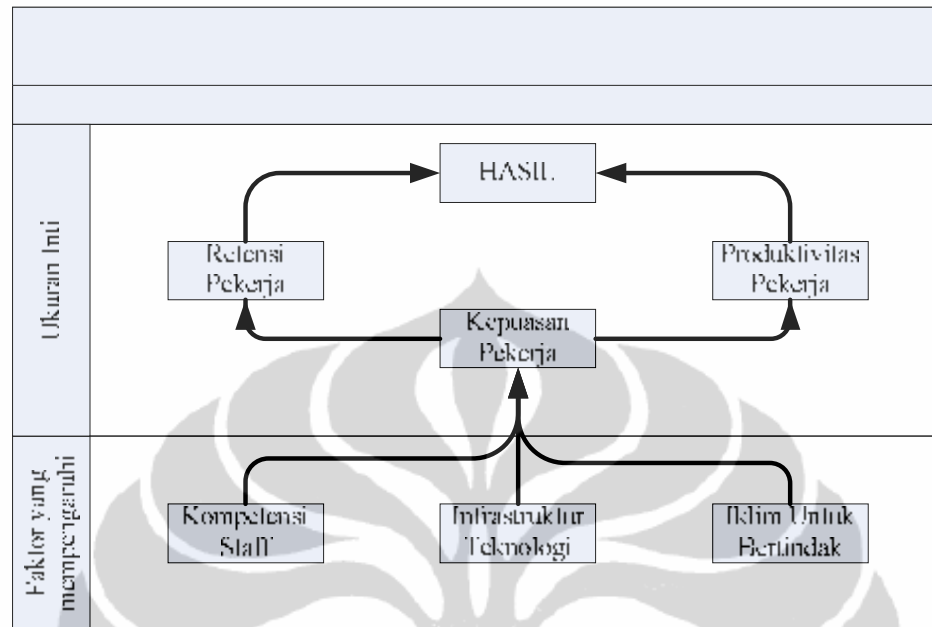 HASIL
Retensi
Pekerja
Produktivitas
Pekerja
Kepuasan
Pekerja
Ukuran Inti
Kompetensi
Staff
Infrastruktur
Teknologi
Iklim Untuk
Bertindak
Faktor yang
mempengaruhi